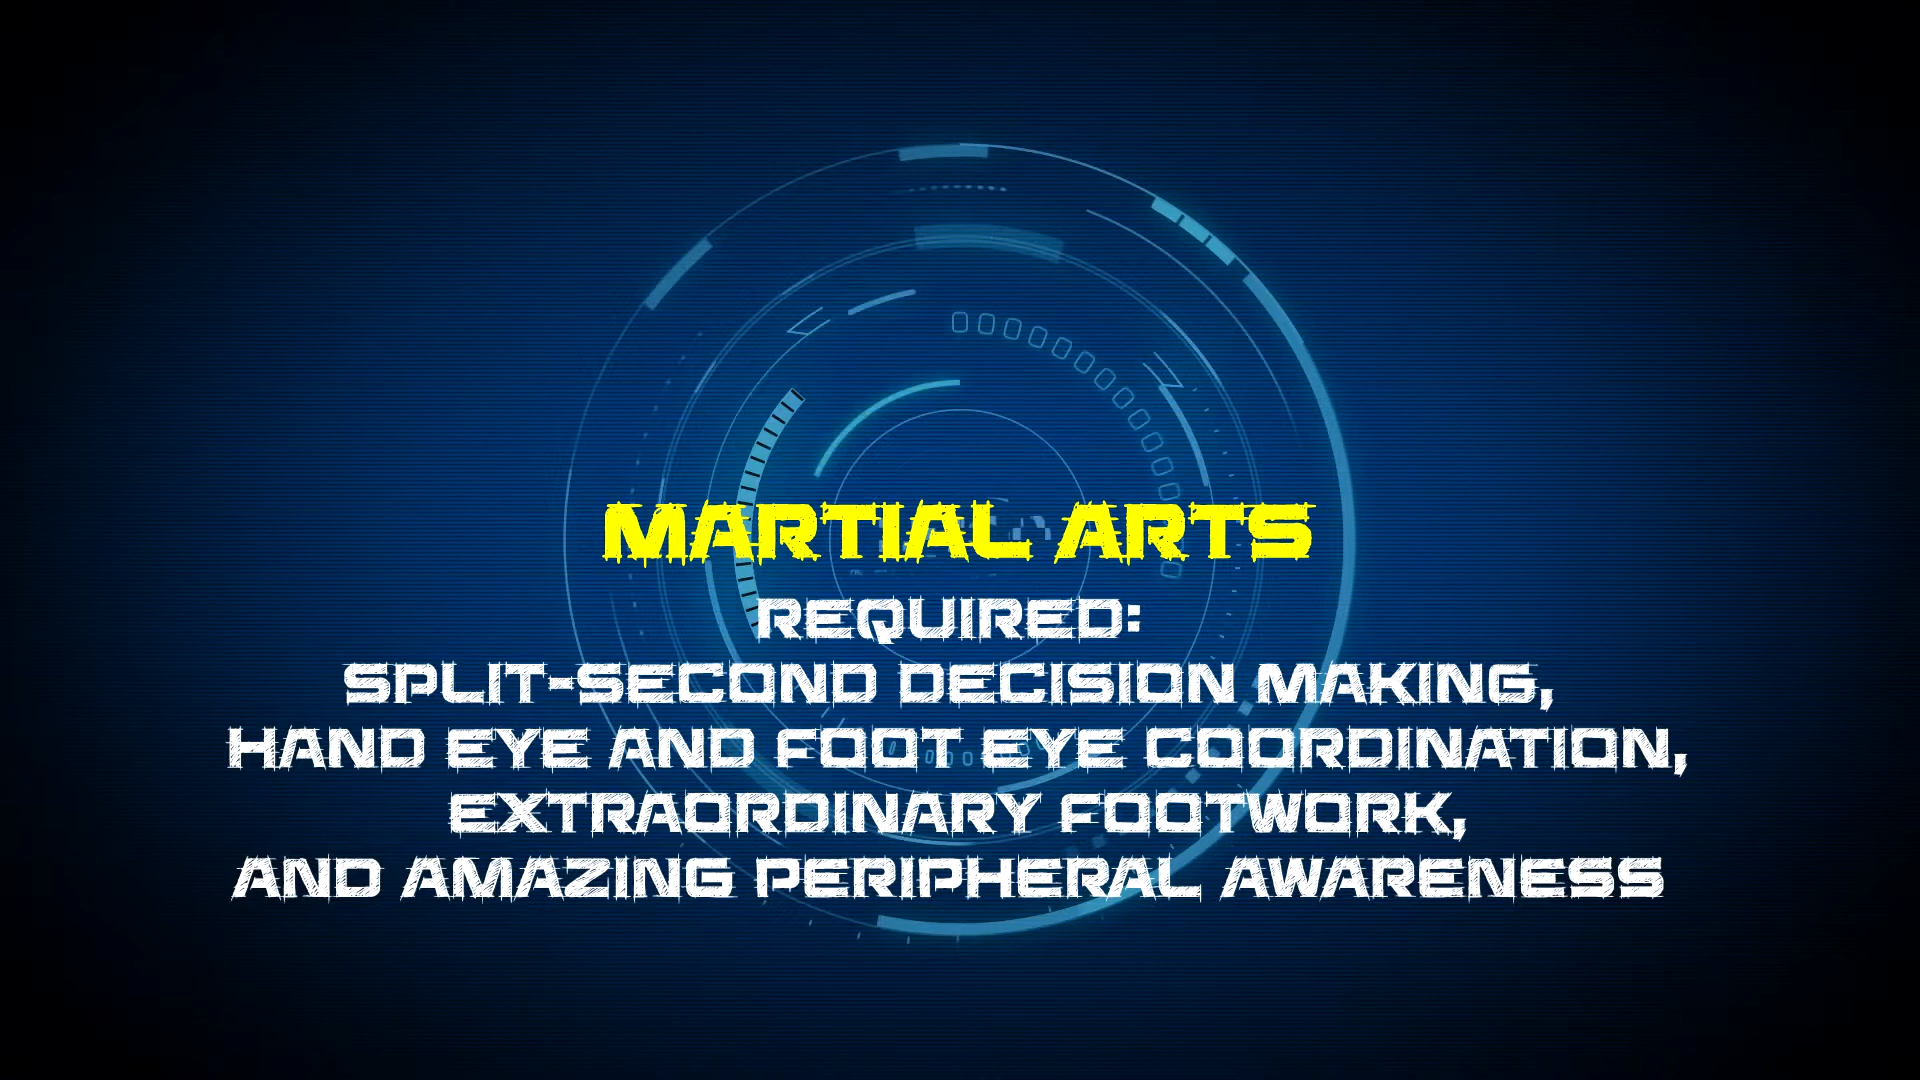 MARTIAL ARTS
REQUIRED:
SPLIT-SECOND DECISION MAKING,
HAND EYE AND FOOT EYE COORDINATION,
EXTRAORDINARY FOOTWORK,
AND AMAZING PERIPHERAL AWARENESS